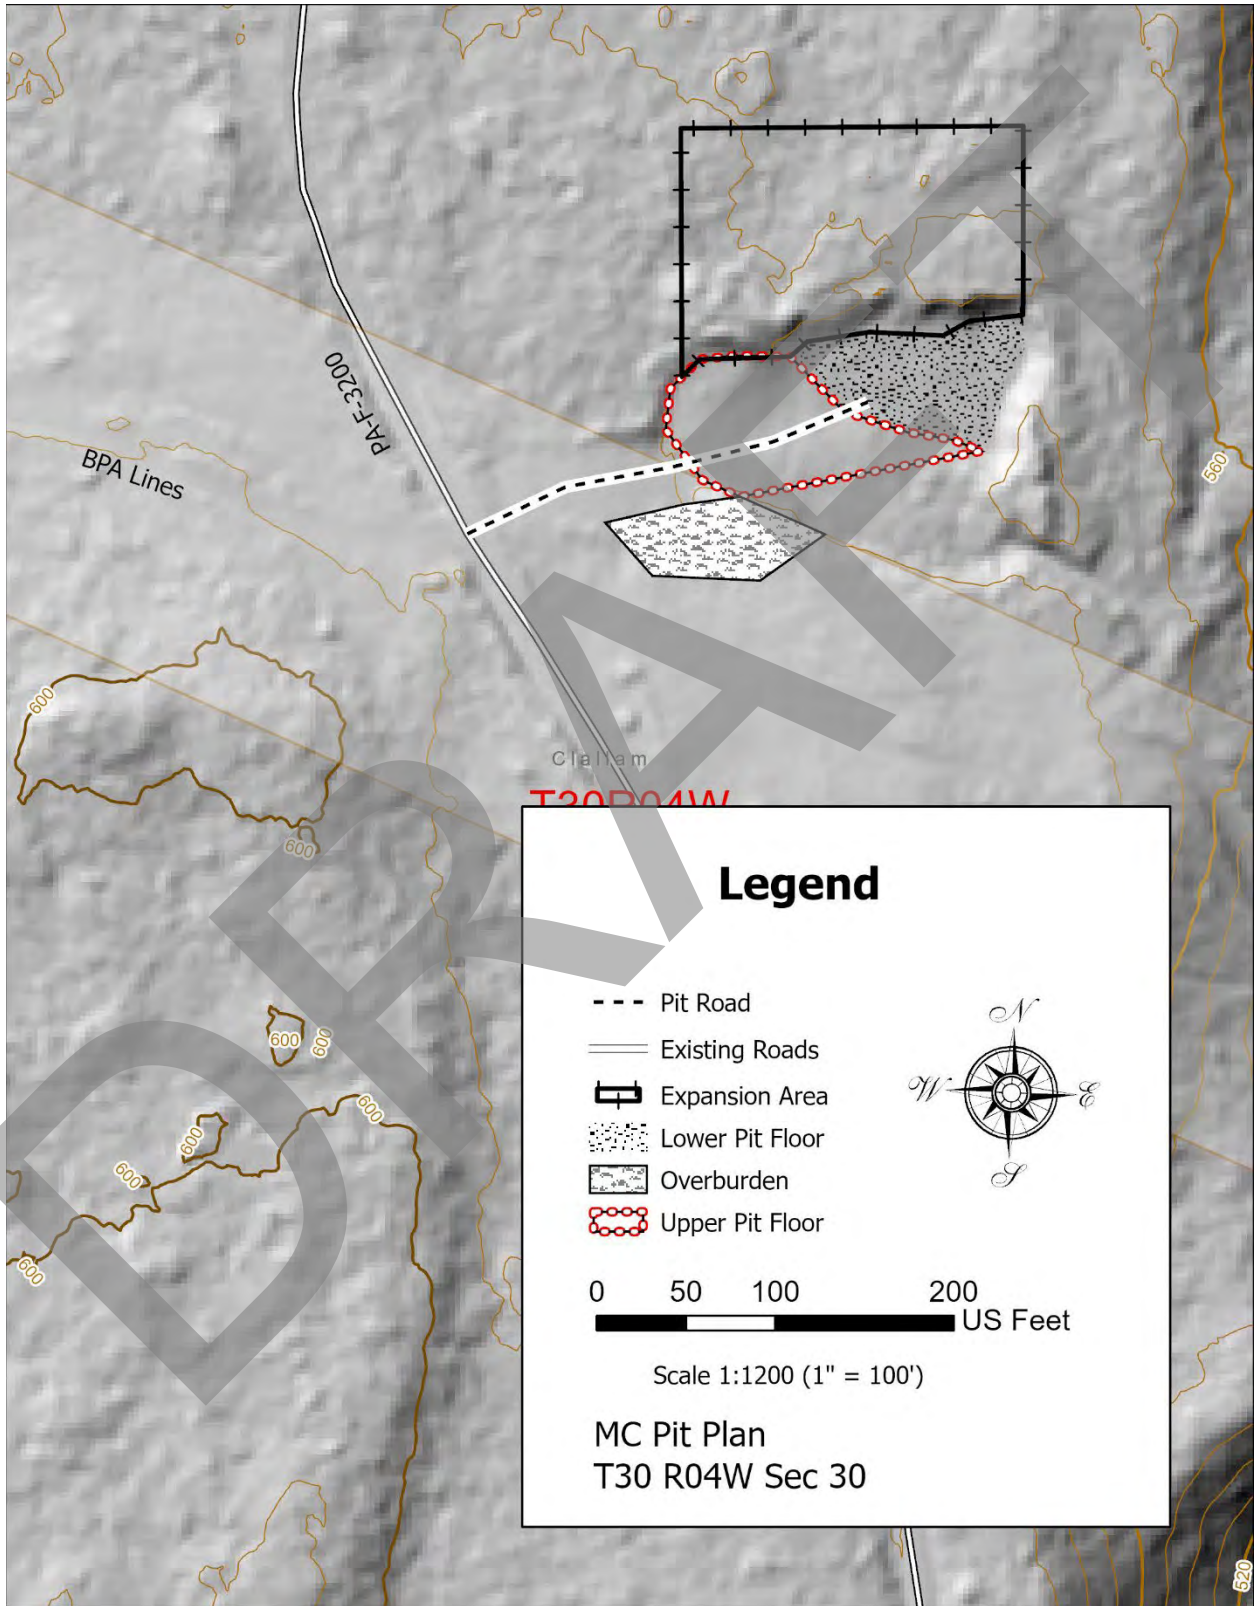 PA-F-3200
BPA Lines
560
600
Clallam
T30R04W
600
600
600
600
600
600
600
520
DRAFT
Legend
Pit Road
Existing Roads
Expansion Area
Lower Pit Floor
Overburden
Upper Pit Floor
N
W
E
S
0 50 100 200
US Feet
Scale 1:1200 (1" = 100')
MC Pit Plan
T30 R04W Sec 30